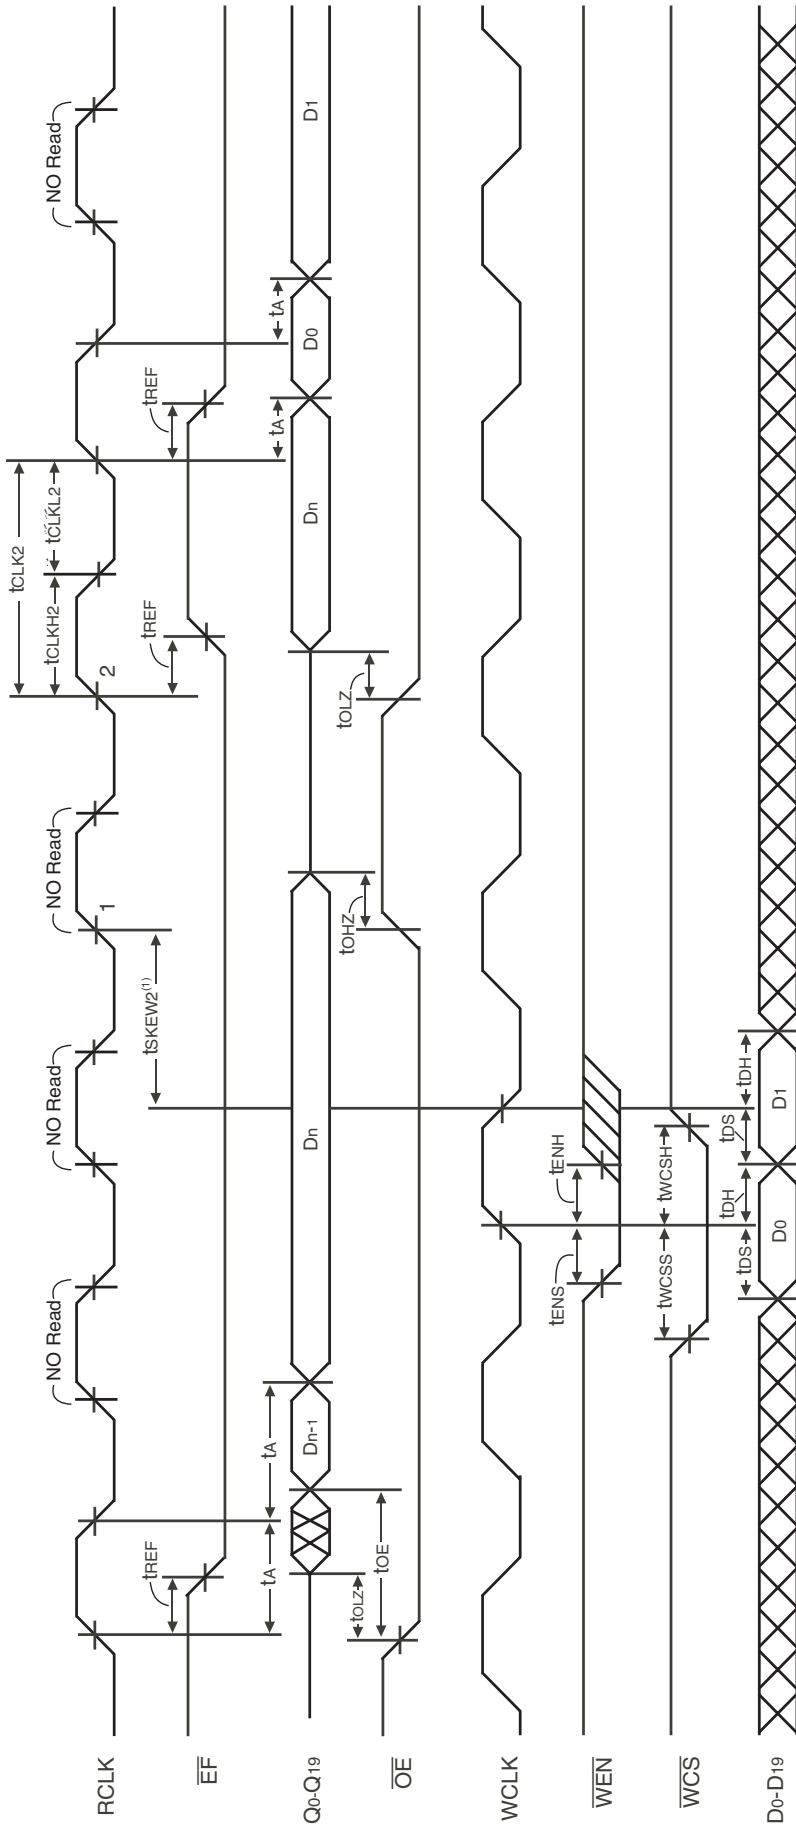 RCLK
NO Read
NO Read
NO Read
NO Read
1
2
tSKEW2(1)
tCLK2
tCLKH2
tCLKL2
EF
tREF
tREF
tREF
Q0-Q19
tA
tA
Dn-1
Dn
Dn
tA
D0
tA
D1
OE
tOLZ
tOE
tOHZ
tOLZ
WCLK
WEN
tENS
tENH
WCS
tWCSS
tWCSH
D0-D19
tDS
tDH
tDS
tDH
D0
D1